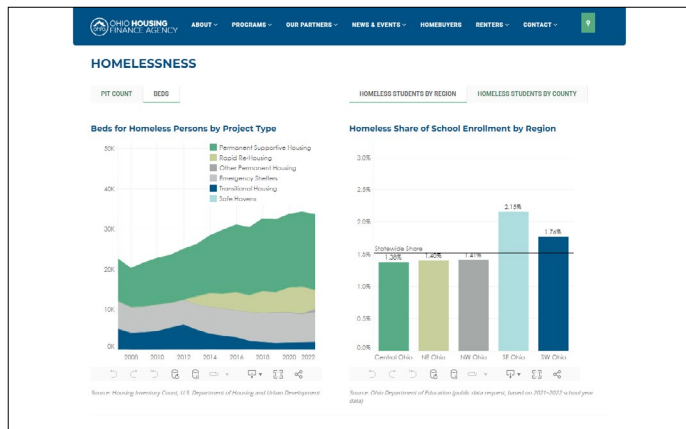 OHIO HOUSING
FINANCE AGENCY
ABOUT
PROGRAMS
OUR PARTNERS
NEWS & EVENTS
HOMEBUYERS
RENTERS
CONTACT
HOMELESSNESS
PIT COUNT
BEDS
HOMELESS STUDENTS BY REGION
HOMELESS STUDENTS BY COUNTY
Beds for Homeless Persons by Project Type
50K
40K
30K
20K
10K
0K
Permanent Supportive Housing
Rapid Re-Housing
Other Permanent Housing
Emergency Shelters
Transitional Housing
Safe Havens
2008 2010 2012 2014 2016 2018 2020 2022
Source: Housing Inventory Count, U.S. Department of Housing and Urban Development
Homeless Share of School Enrollment by Region
3.0%
2.5%
2.0%
1.5%
1.0%
0.5%
0.0%
Statewide Share
1.38%
1.40%
1.41%
2.15%
1.76%
Central Ohio NE Ohio NW Ohio SE Ohio SW Ohio
Source: Ohio Department of Education (public data request, based on 2021-2022 school year
data)